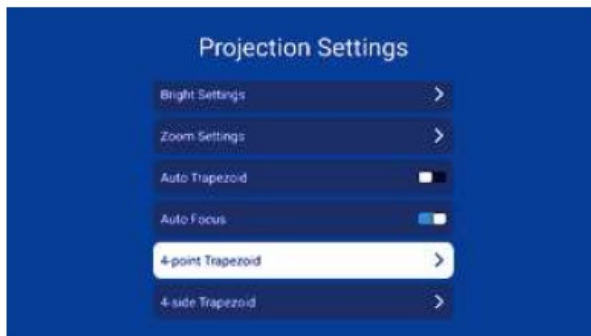 Projection Settings
Bright Settings
Zoom Settings
Auto Trapezoid
Auto Focus
4-point Trapezoid
4-side Trapezoid